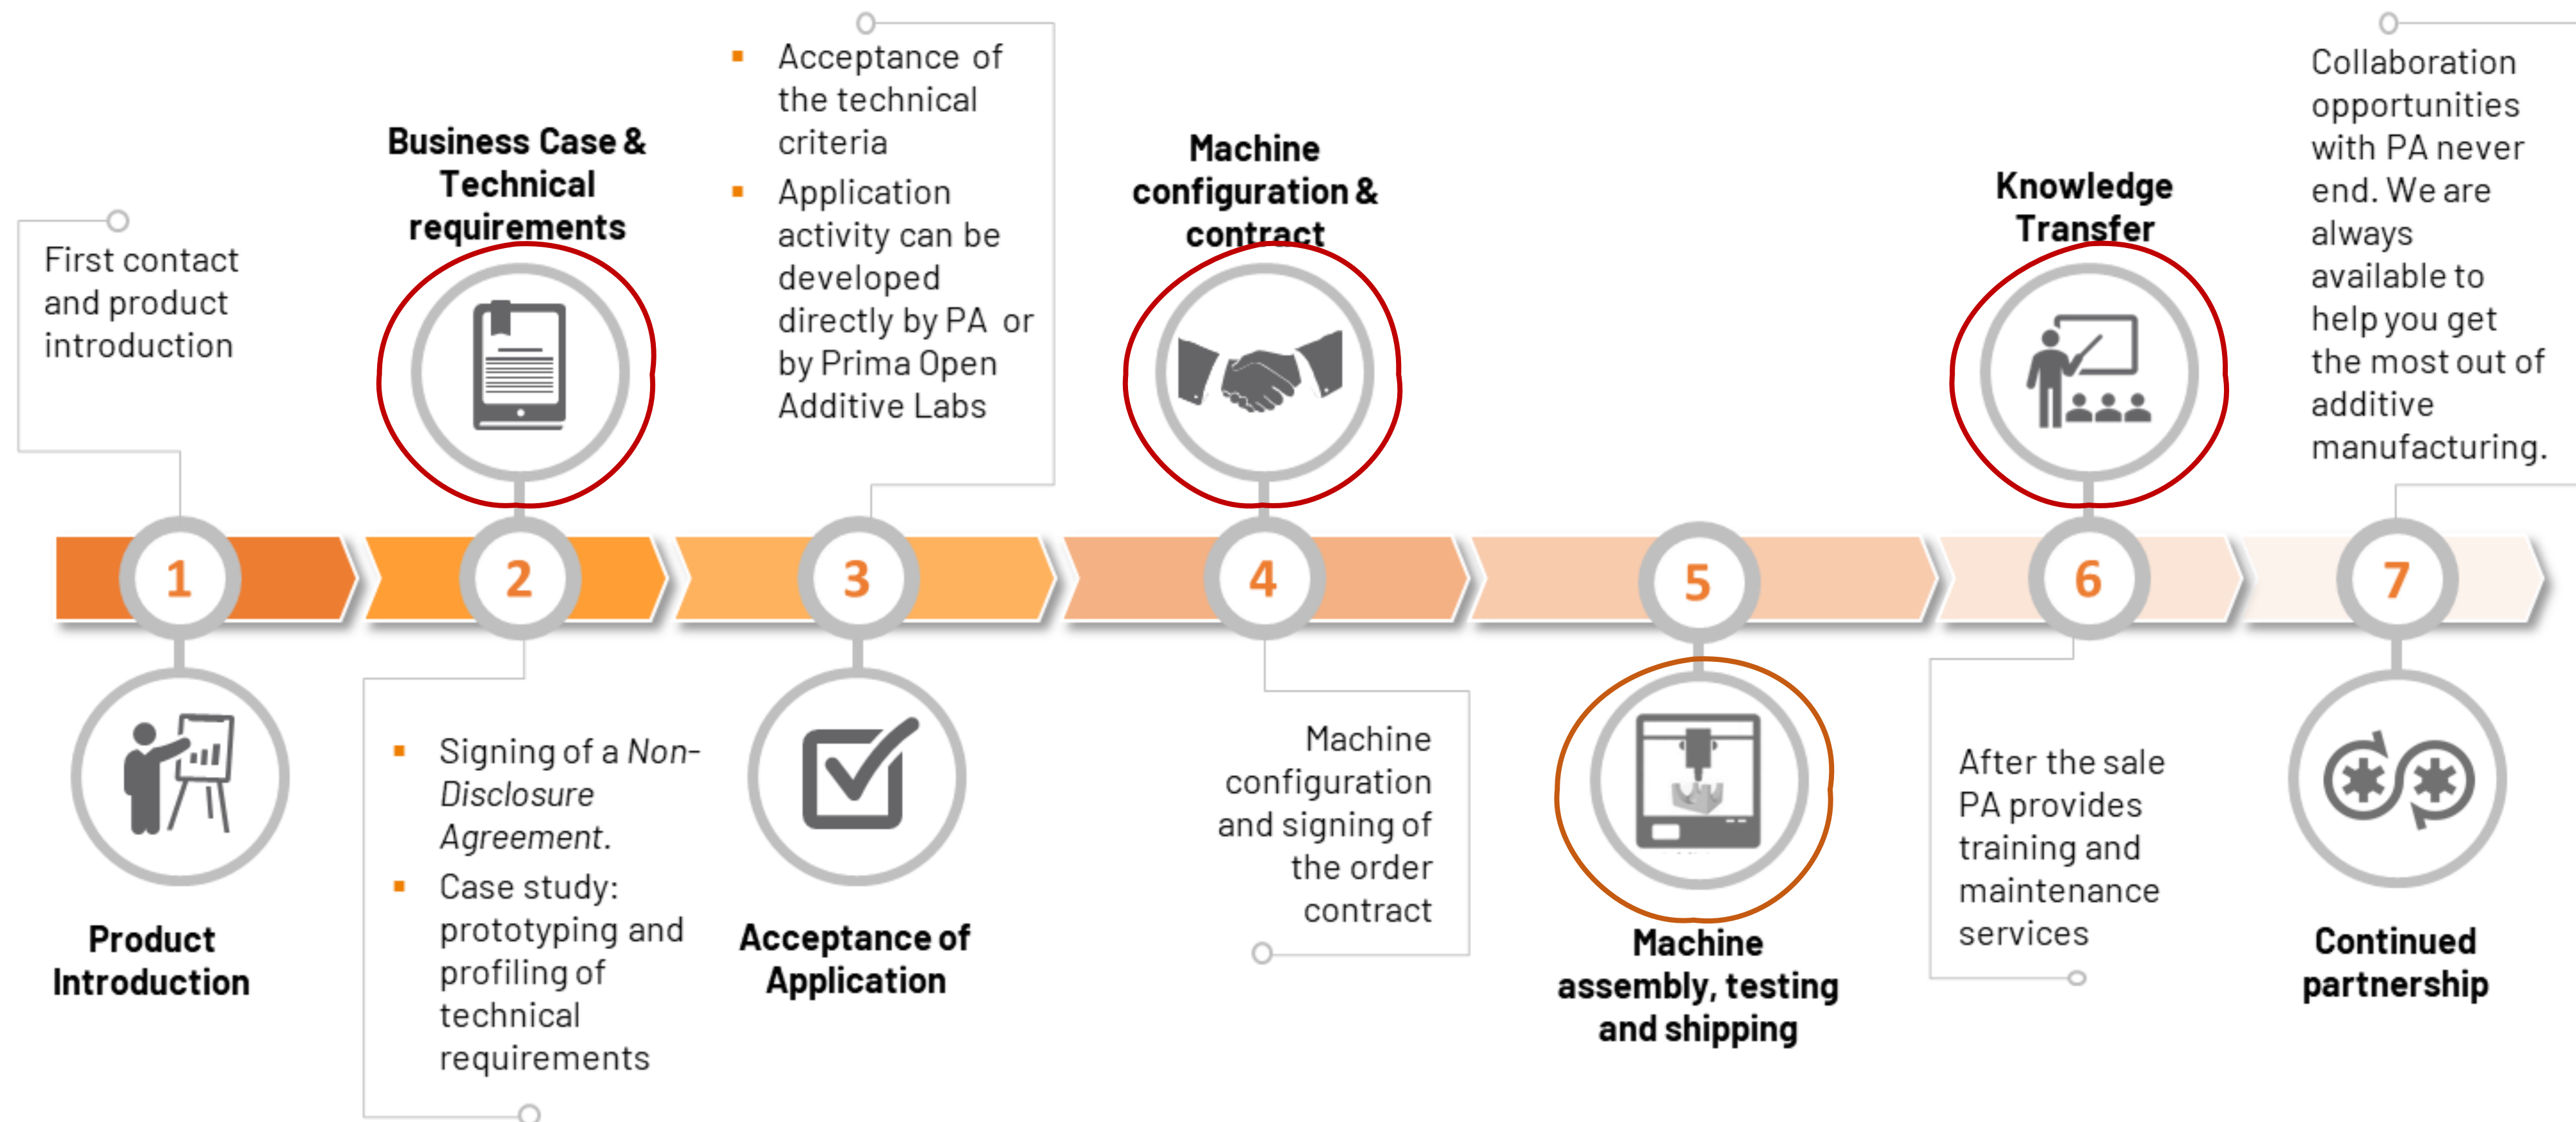 First contact
and product
introduction
1
Product
Introduction
Business Case &
Technical
requirements
2
▪ Signing of a Non-
Disclosure
Agreement.
▪ Case study:
prototyping and
profiling of
technical
requirements
▪ Acceptance of
the technical
criteria
▪ Application
activity can be
developed
directly by PA or
by Prima Open
Additive Labs
3
Acceptance of
Application
Machine
configuration &
contract
4
Machine
configuration
and signing of
the order
contract
5
Machine
assembly, testing
and shipping
Knowledge
Transfer
6
After the sale
PA provides
training and
maintenance
services
Collaboration
opportunities
with PA never
end. We are
always
available to
help you get
the most out of
additive
manufacturing.
7
Continued
partnership